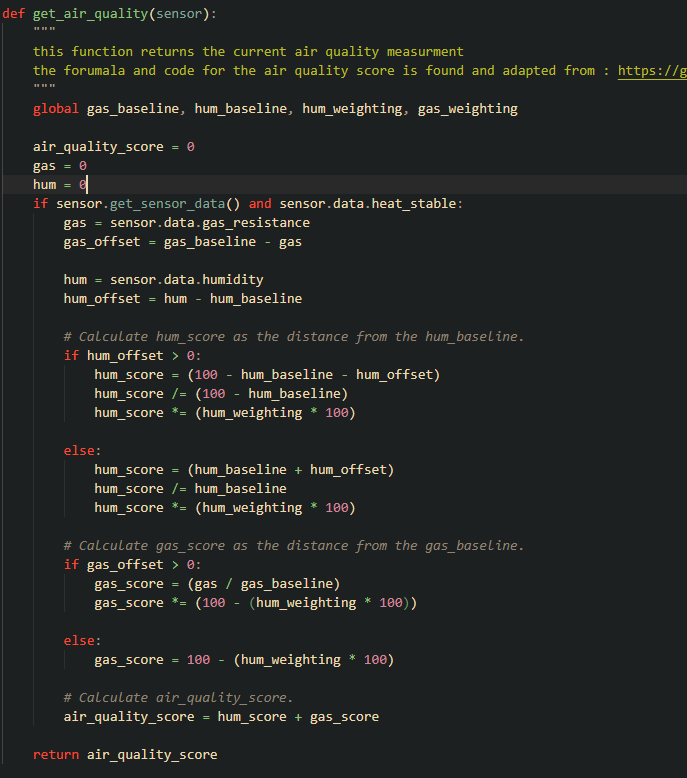 def get_air_quality(sensor):
"""
this function returns the current air quality measurment
the forumala and code for the air quality score is found and adapted from : https://g
"""
global gas_baseline, hum_baseline, hum_weighting, gas_weighting
air_quality_score = 0
gas = 0
hum = 0
if sensor.get_sensor_data() and sensor.data.heat_stable:
gas = sensor.data.gas_resistance
gas_offset = gas_baseline - gas
hum = sensor.data.humidity
hum_offset = hum - hum_baseline
# Calculate hum_score as the distance from the hum_baseline.
if hum_offset > 0:
hum_score = (100 - hum_baseline - hum_offset)
hum_score /= (100 - hum_baseline)
hum_score *= (hum_weighting * 100)
else:
hum_score = (hum_baseline + hum_offset)
hum_score /= hum_baseline
hum_score *= (hum_weighting * 100)
# Calculate gas_score as the distance from the gas_baseline.
if gas_offset > 0:
gas_score = (gas / gas_baseline)
gas_score *= (100 - (hum_weighting * 100))
else:
gas_score = 100 - (hum_weighting * 100)
# Calculate air_quality_score.
air_quality_score = hum_score + gas_score
return air_quality_score